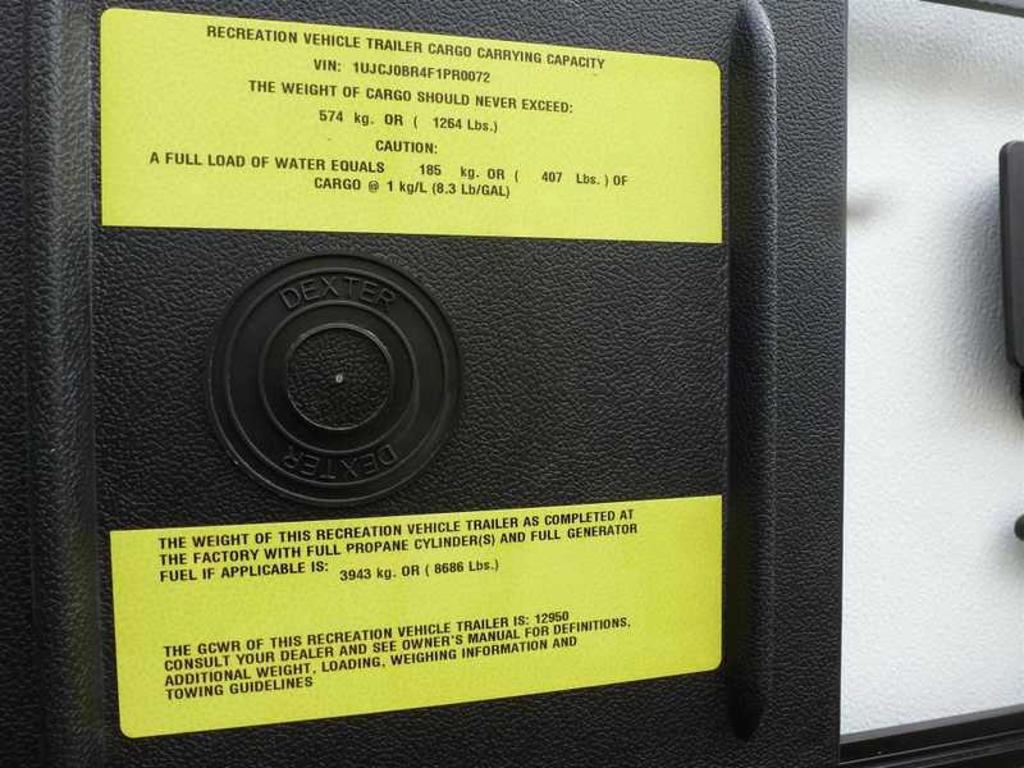 RECREATION VEHICLE TRAILER CARGO CARRYING CAPACITY
VIN: 1UJCJ0BR4F1PR0072
THE WEIGHT OF CARGO SHOULD NEVER EXCEED:
574 kg. OR ( 1264 Lbs.)
CAUTION:
A FULL LOAD OF WATER EQUALS 185 kg. OR ( 407 Lbs. ) OF
CARGO @ 1 kg/L (8.3 Lb/GAL)
DEXTER
DEXTER
THE WEIGHT OF THIS RECREATION VEHICLE TRAILER AS COMPLETED AT
THE FACTORY WITH FULL PROPANE CYLINDER(S) AND FULL GENERATOR
FUEL IF APPLICABLE IS: 3943 kg. OR ( 8686 Lbs.)
THE GCWR OF THIS RECREATION VEHICLE TRAILER IS: 12950
CONSULT YOUR DEALER AND SEE OWNER'S MANUAL FOR DEFINITIONS,
ADDITIONAL WEIGHT, LOADING, WEIGHING INFORMATION AND
TOWING GUIDELINES